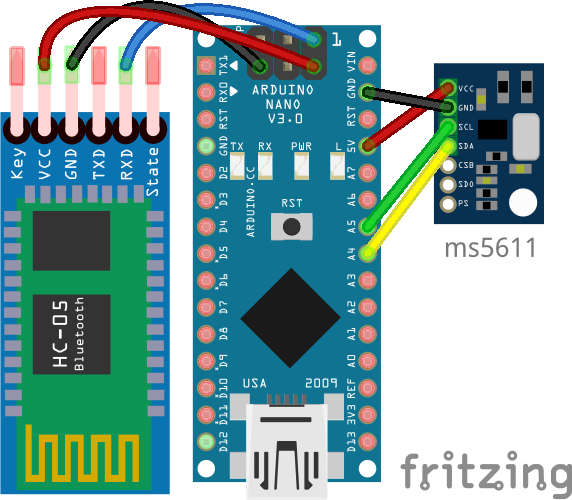 Key
VCC
GND
TXD
RXD
State
HC-05
Bluetooth
1
ARDUINO
NANO
V3.0
TX
RX
PWR
L
RST
ARDUINO.CC
USA
2009
TX1
RX0
RST
GND
D2
D3
D4
D5
D6
D7
D8
D9
D10
D11
D12
VIN
GND
RST
5V
A7
A6
A5
A4
A3
A2
A1
A0
REF
3V3
D13
VCC
GND
SCL
SDA
CSB
SDO
PS
ms5611
fritzing